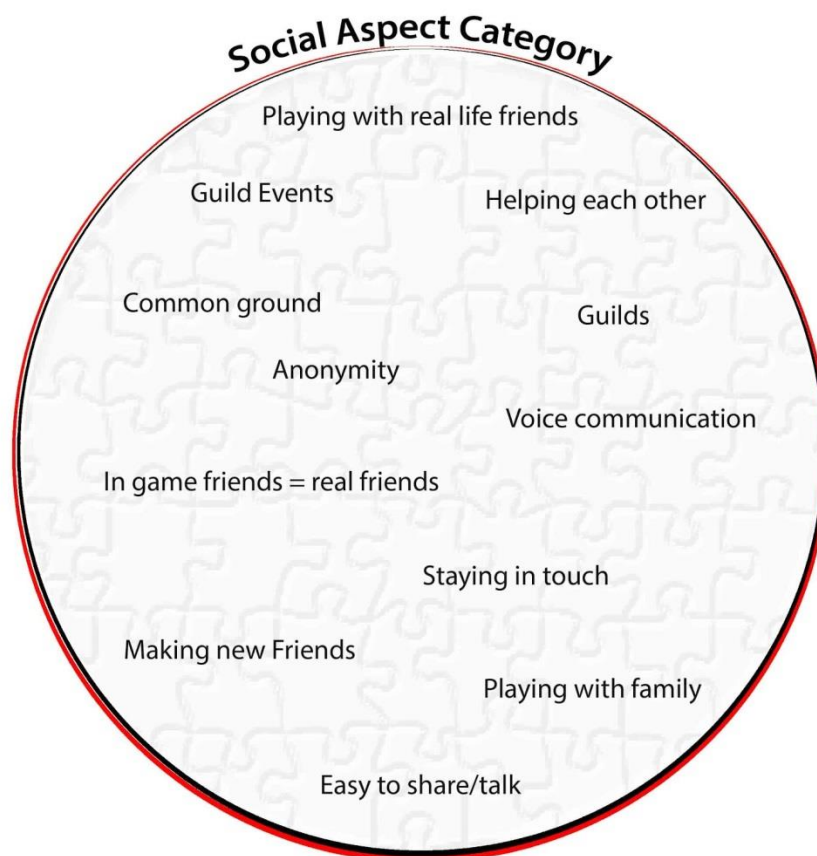 Social Aspect Category
Playing with real life friends
Guild Events
Helping each other
Common ground
Guilds
Anonymity
Voice communication
In game friends = real friends
Staying in touch
Making new Friends
Playing with family
Easy to share/talk